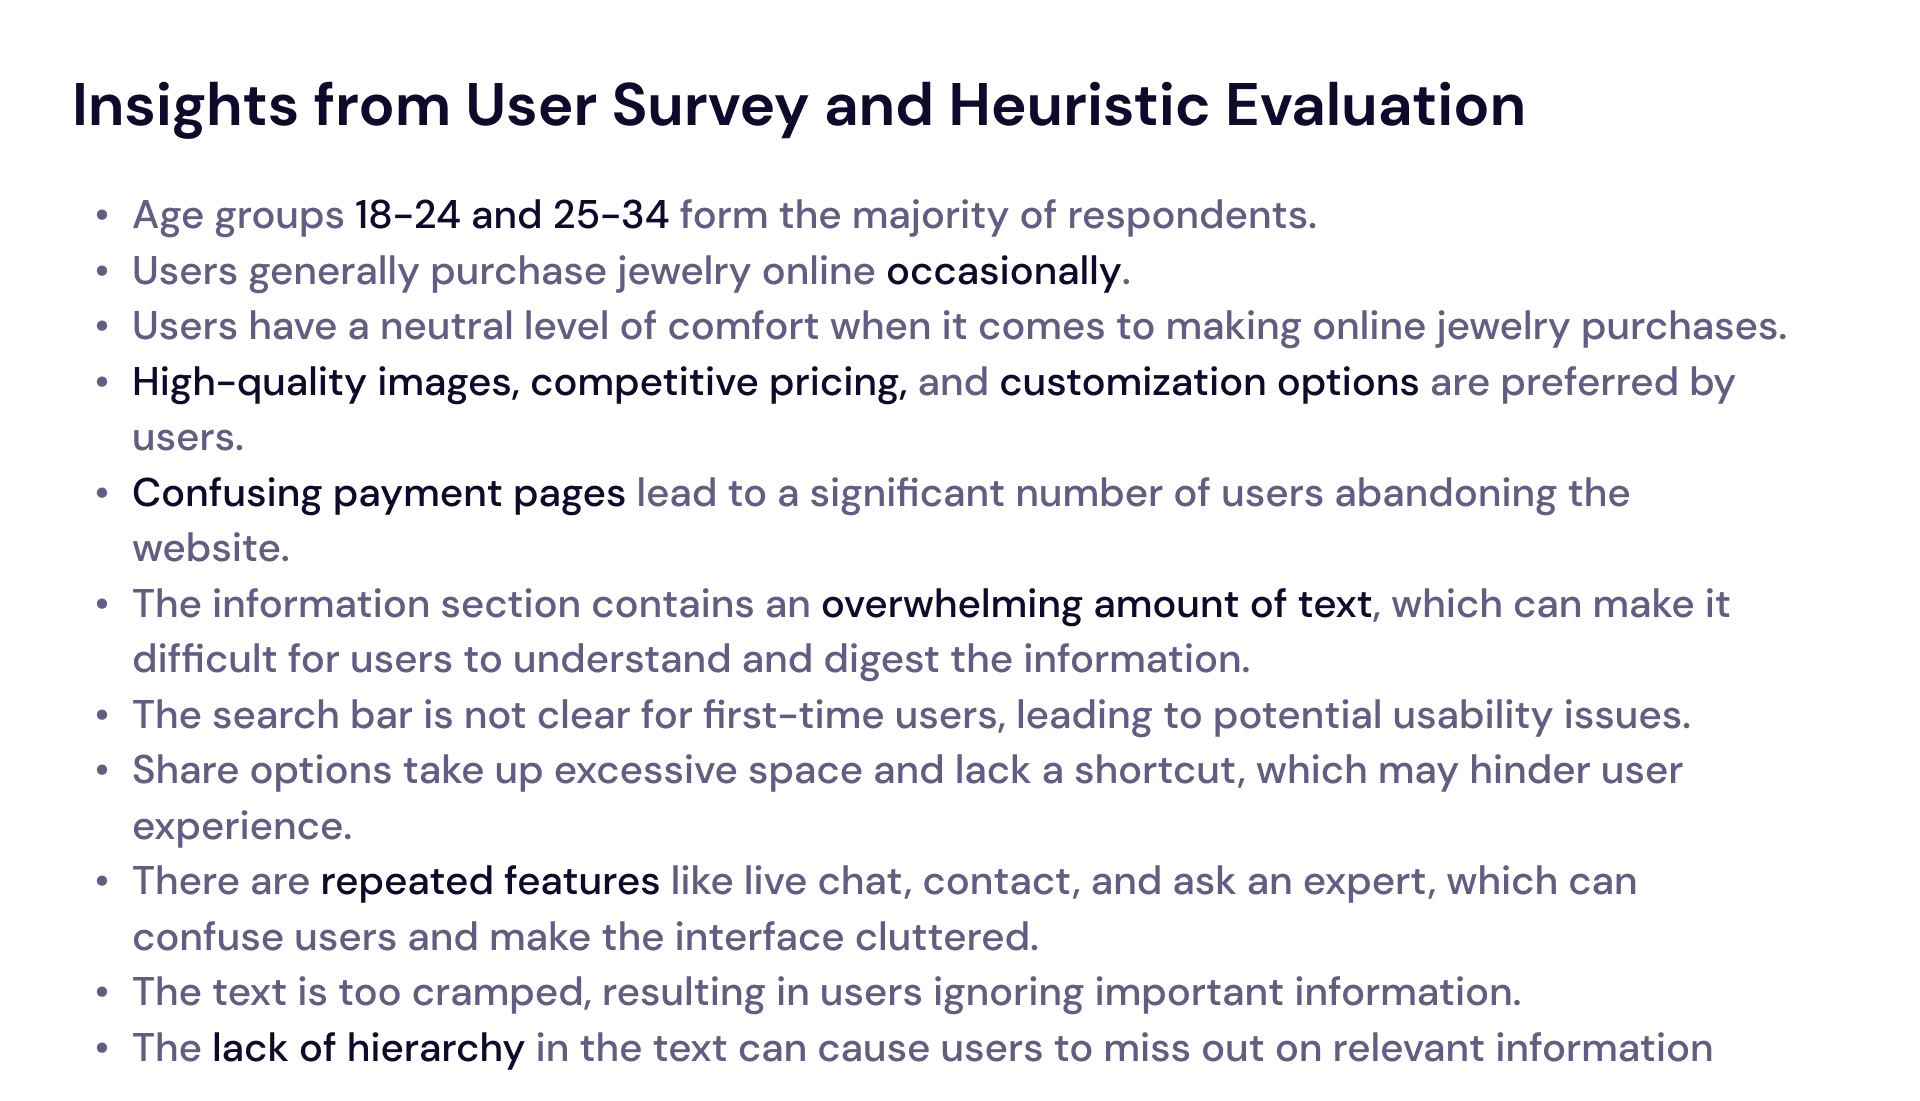 Insights from User Survey and Heuristic Evaluation
• Age groups 18-24 and 25-34 form the majority of respondents.
• Users generally purchase jewelry online occasionally.
• Users have a neutral level of comfort when it comes to making online jewelry purchases.
• High-quality images, competitive pricing, and customization options are preferred by
users.
• Confusing payment pages lead to a significant number of users abandoning the
website.
• The information section contains an overwhelming amount of text, which can make it
difficult for users to understand and digest the information.
• The search bar is not clear for first-time users, leading to potential usability issues.
• Share options take up excessive space and lack a shortcut, which may hinder user
experience.
• There are repeated features like live chat, contact, and ask an expert, which can
confuse users and make the interface cluttered.
• The text is too cramped, resulting in users ignoring important information.
• The lack of hierarchy in the text can cause users to miss out on relevant information